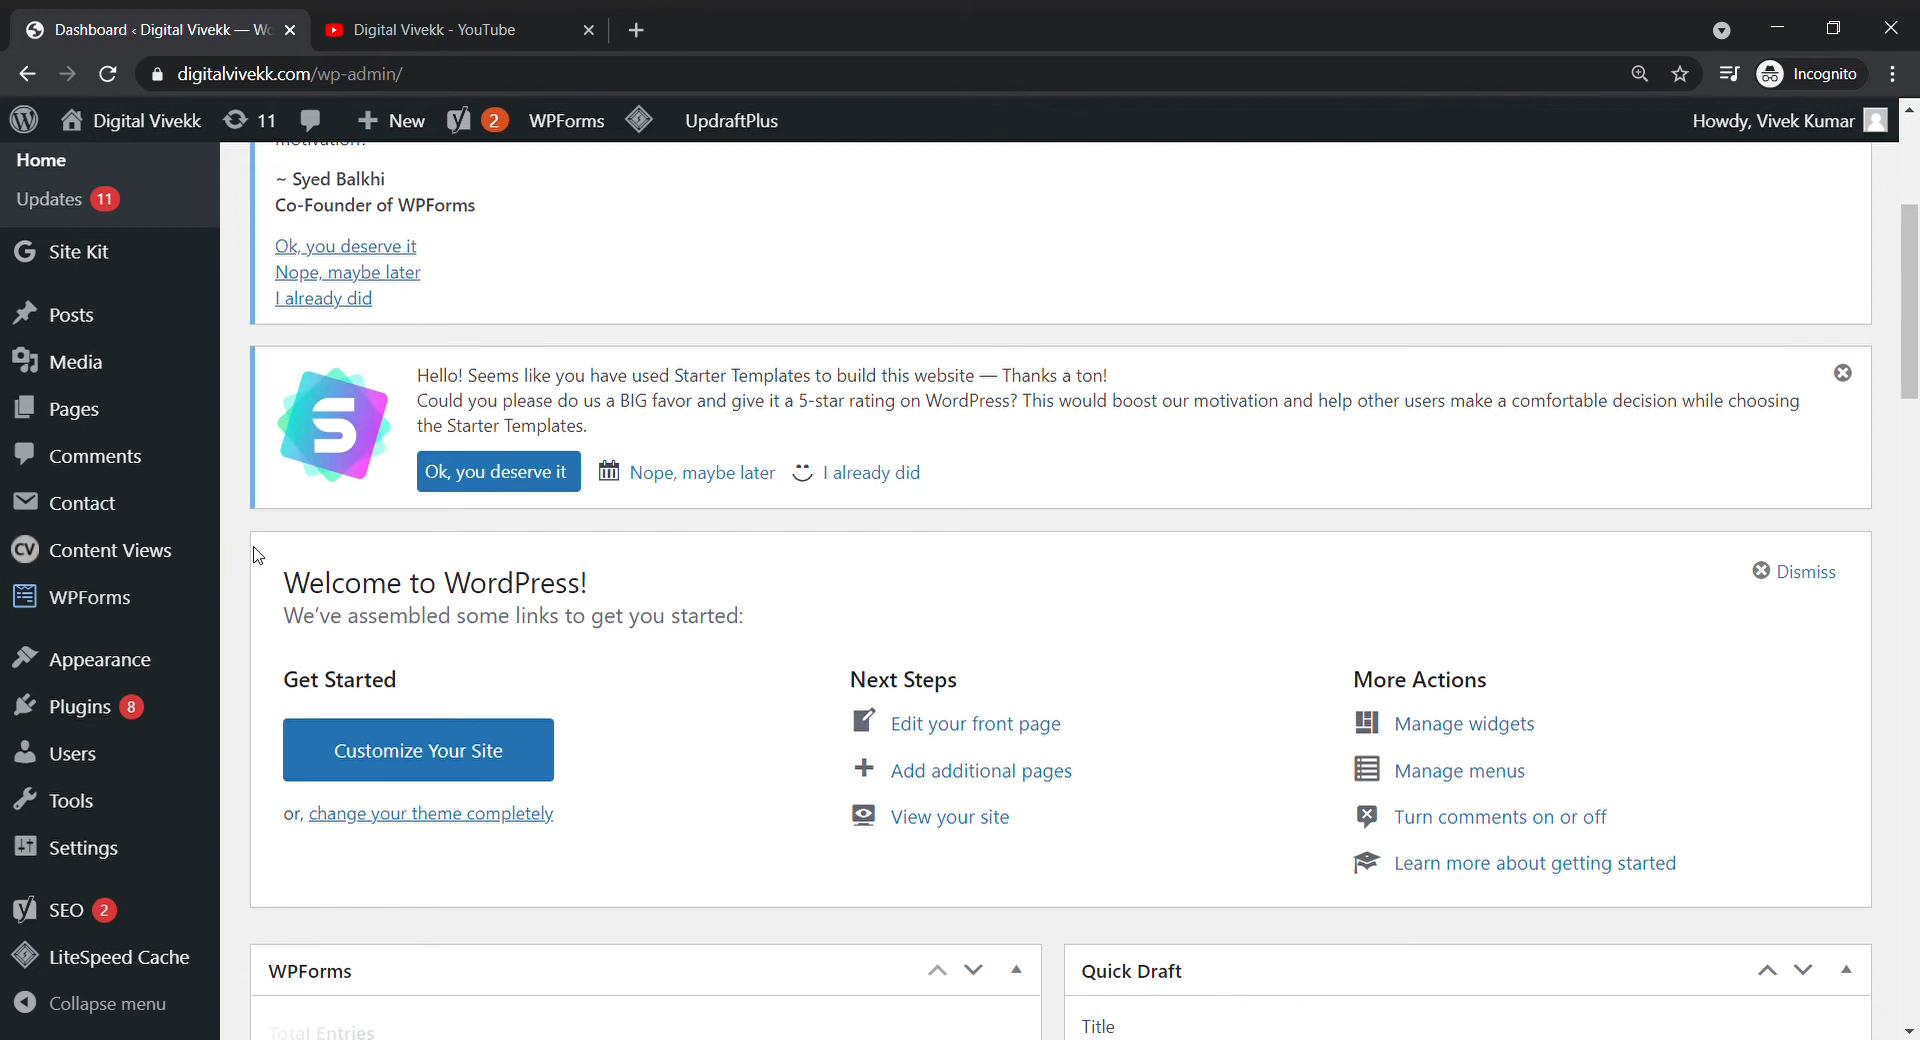 Dashboard ‹ Digital Vivekk — Wo
Digital Vivekk - YouTube
digitalvivekk.com/wp-admin/
Incognito
Digital Vivekk
11
New
2
WPForms
UpdraftPlus
Howdy, Vivek Kumar
Home
Updates 11
Site Kit
Posts
Media
Pages
Comments
Contact
CV Content Views
WPForms
Appearance
Plugins 8
Users
Tools
Settings
SEO 2
LiteSpeed Cache
Collapse menu
motivation?
~ Syed Balkhi
Co-Founder of WPForms
Ok, you deserve it
Nope, maybe later
I already did
Hello! Seems like you have used Starter Templates to build this website — Thanks a ton!
Could you please do us a BIG favor and give it a 5-star rating on WordPress? This would boost our motivation and help other users make a comfortable decision while choosing
the Starter Templates.
Ok, you deserve it
Nope, maybe later
I already did
Welcome to WordPress!
We've assembled some links to get you started:
Dismiss
Get Started
Customize Your Site
or, change your theme completely
Next Steps
Edit your front page
Add additional pages
View your site
More Actions
Manage widgets
Manage menus
Turn comments on or off
Learn more about getting started
WPForms
Total Entries
Quick Draft
Title